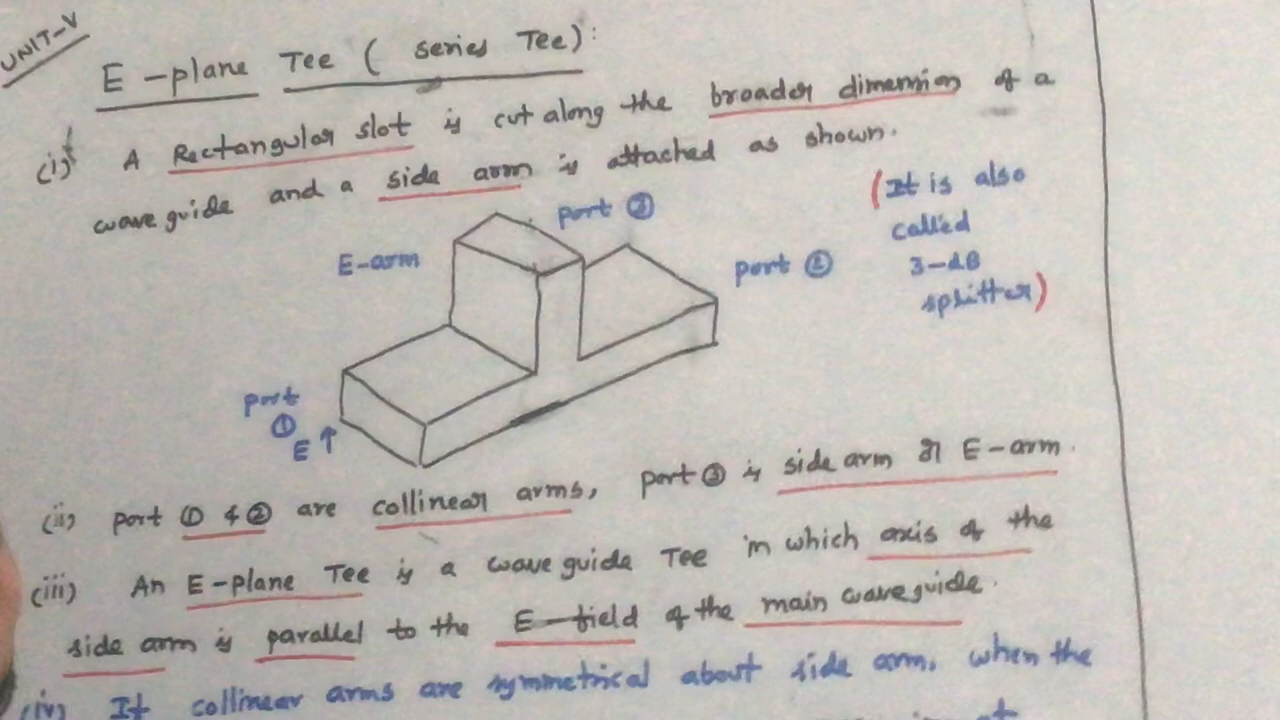 UNIT-V
E-plane Tee ( series Tee):
(i) A Rectangular slot is cut along the broader dimension of a
wave guide and a side arm is attached as shown.
(It is also
called
3-dB
splitter)
port ③
E-arm
port ②
port
①
E ↑
(ii) port ① & ② are collinear arms, port ③ is side arm or E-arm.
(iii) An E-plane Tee is a wave guide Tee in which axis of the
side arm is parallel to the E-field of the main wave guide.
(iv) If collinear arms are symmetrical about side arm, when the